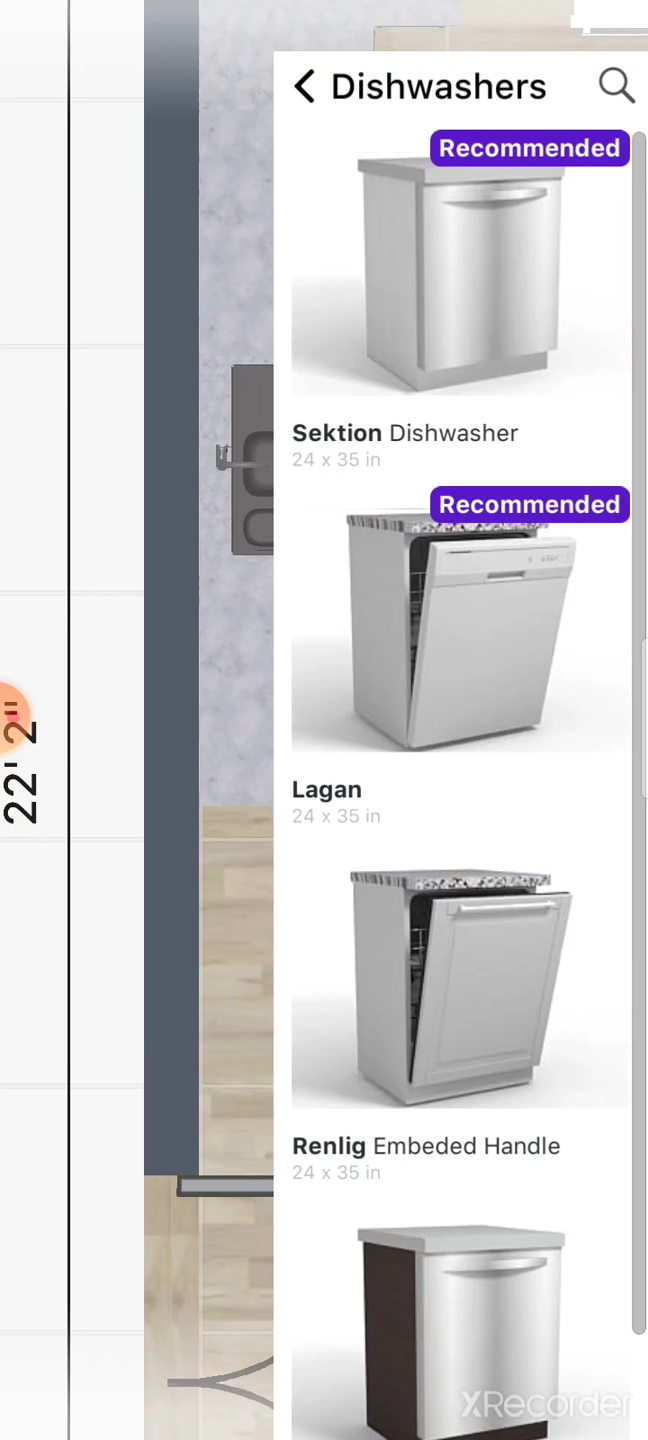 Dishwashers
Recommended
Sektion Dishwasher
24 x 35 in
Recommended
22' 2"
Lagan
24 x 35 in
Renlig Embeded Handle
24 x 35 in
XRecorder